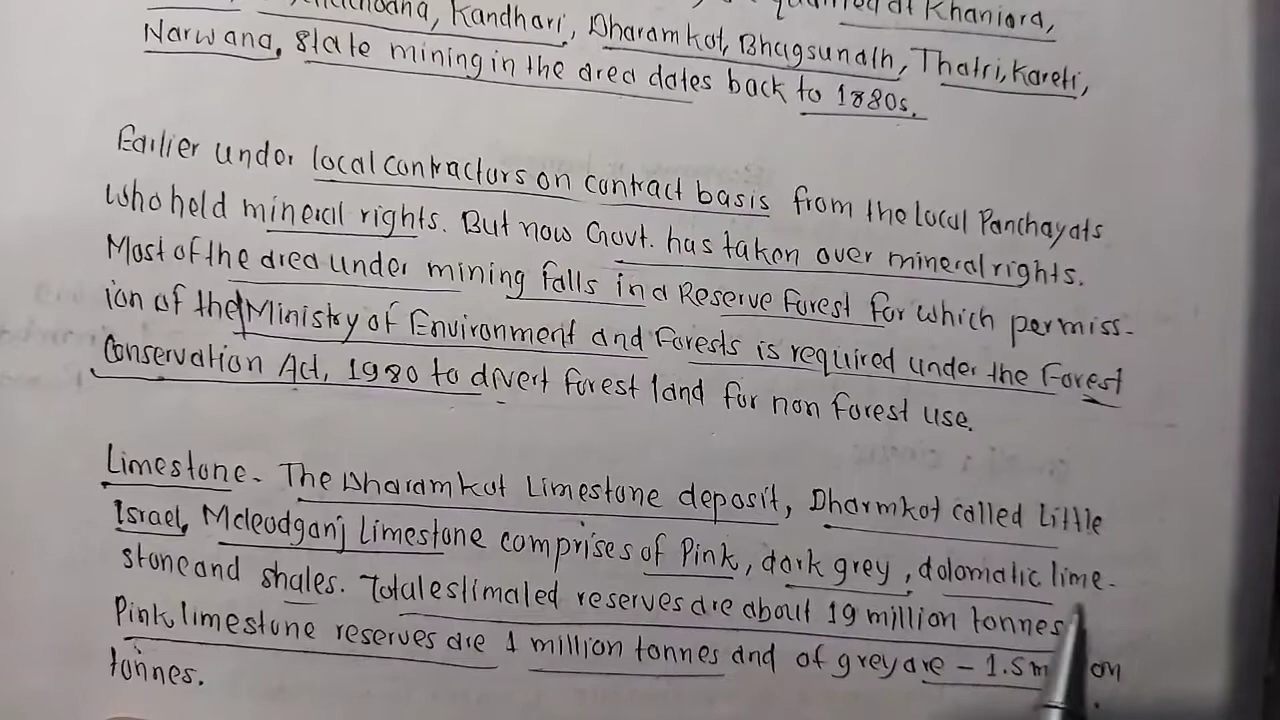 at Khaniara,
Kandhari, Dharamkot, Bhagsunath, Thatri, Kareri,
Narwana, Slate mining in the area dates back to 1880s.
Earlier under local contractors on contract basis from the local Panchayats
who held mineral rights. But now Govt. has taken over mineral rights.
Most of the area under mining falls in a Reserve Forest for which permiss-
ion of the Ministry of Environment and Forests is required under the Forest
Conservation Act, 1980 to divert forest land for non forest use.
Limestone- The Dharamkot Limestone deposit, Dharmkot called Little
Israel, Mcleodganj Limestone comprises of Pink, dark grey, dolomatic lime-
stone and shales. Total estimated reserves are about 19 million tonnes
Pink limestone reserves are 1 million tonnes and of grey are - 1.5 m on
tonnes.